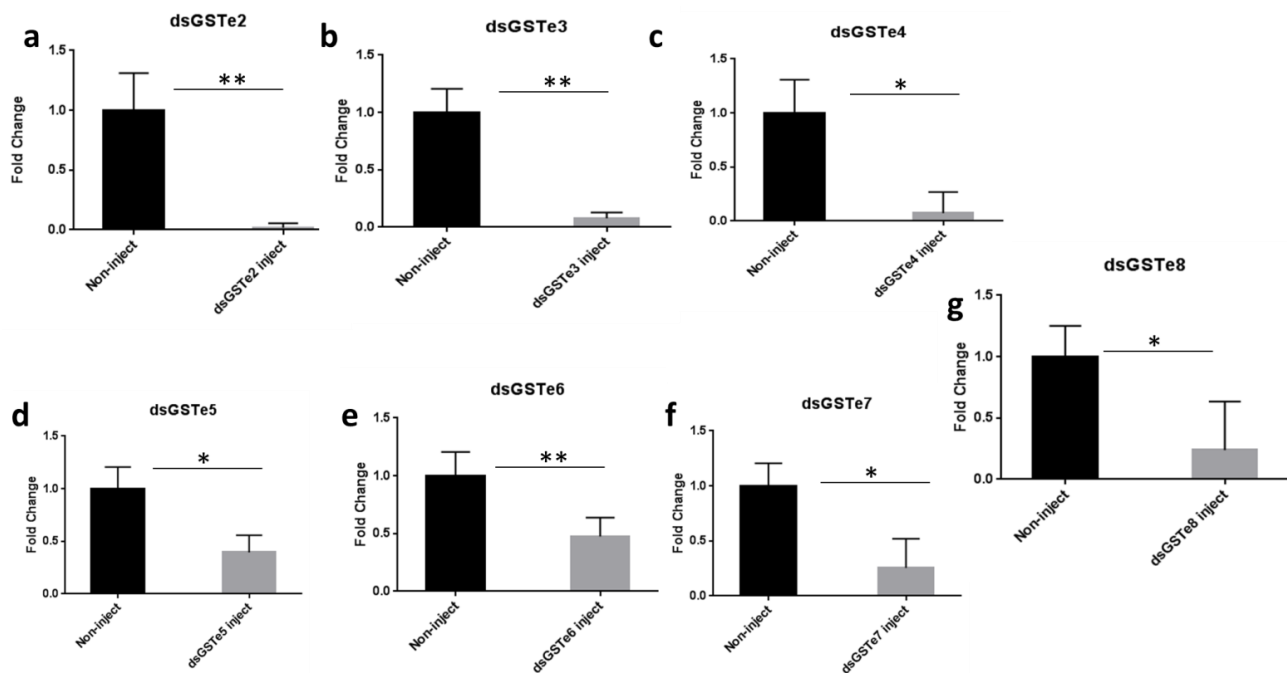 a
dsGSTe2
Fold Change
1.5
1.0
0.5
0.0
**
Non-inject
dsGSTe2 inject
b
dsGSTe3
Fold Change
1.5
1.0
0.5
0.0
**
Non-inject
dsGSTe3 inject
c
dsGSTe4
Fold Change
1.5
1.0
0.5
0.0
*
Non-inject
dsGSTe4 inject
d
dsGSTe5
Fold Change
1.5
1.0
0.5
0.0
*
Non-inject
dsGSTe5 inject
e
dsGSTe6
Fold Change
1.5
1.0
0.5
0.0
**
Non-inject
dsGSTe6 inject
f
dsGSTe7
Fold Change
1.5
1.0
0.5
0.0
*
Non-inject
dsGSTe7 inject
g
dsGSTe8
Fold Change
1.5
1.0
0.5
0.0
*
Non-inject
dsGSTe8 inject